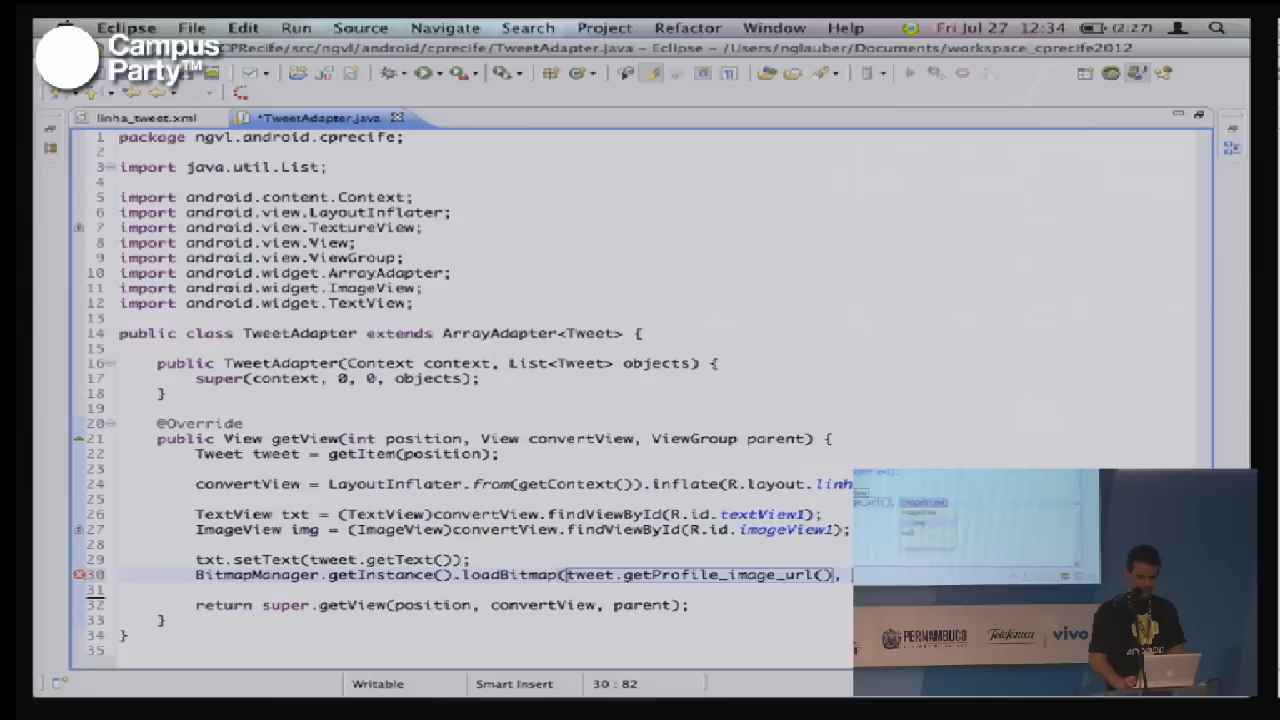 Eclipse File Edit Run Source Navigate Search Project Refactor Window Help Fri Jul 27 12:34 (2:27)
Campus
Party™
CPRecife/src/ngvl/android/cprecife/TweetAdapter.java – Eclipse – /Users/nglauber/Documents/workspace_cprecife2012
linha_tweet.xml *TweetAdapter.java
1 package ngvl.android.cprecife;
2
3 import java.util.List;
4
5 import android.content.Context;
6 import android.view.LayoutInflater;
7 import android.view.TextureView;
8 import android.view.View;
9 import android.view.ViewGroup;
10 import android.widget.ArrayAdapter;
11 import android.widget.ImageView;
12 import android.widget.TextView;
13
14 public class TweetAdapter extends ArrayAdapter<Tweet> {
15
16 public TweetAdapter(Context context, List<Tweet> objects) {
17 super(context, 0, 0, objects);
18 }
19
20 @Override
21 public View getView(int position, View convertView, ViewGroup parent) {
22 Tweet tweet = getItem(position);
23
24 convertView = LayoutInflater.from(getContext()).inflate(R.layout.linh
25
26 TextView txt = (TextView)convertView.findViewById(R.id.textView1);
27 ImageView img = (ImageView)convertView.findViewById(R.id.imageView1);
28
29 txt.setText(tweet.getText());
30 BitmapManager.getInstance().loadBitmap(tweet.getProfile_image_url(),
31
32 return super.getView(position, convertView, parent);
33 }
34 }
35
PERNAMBUCO Telefónica vivo
Writable Smart Insert 30 : 82